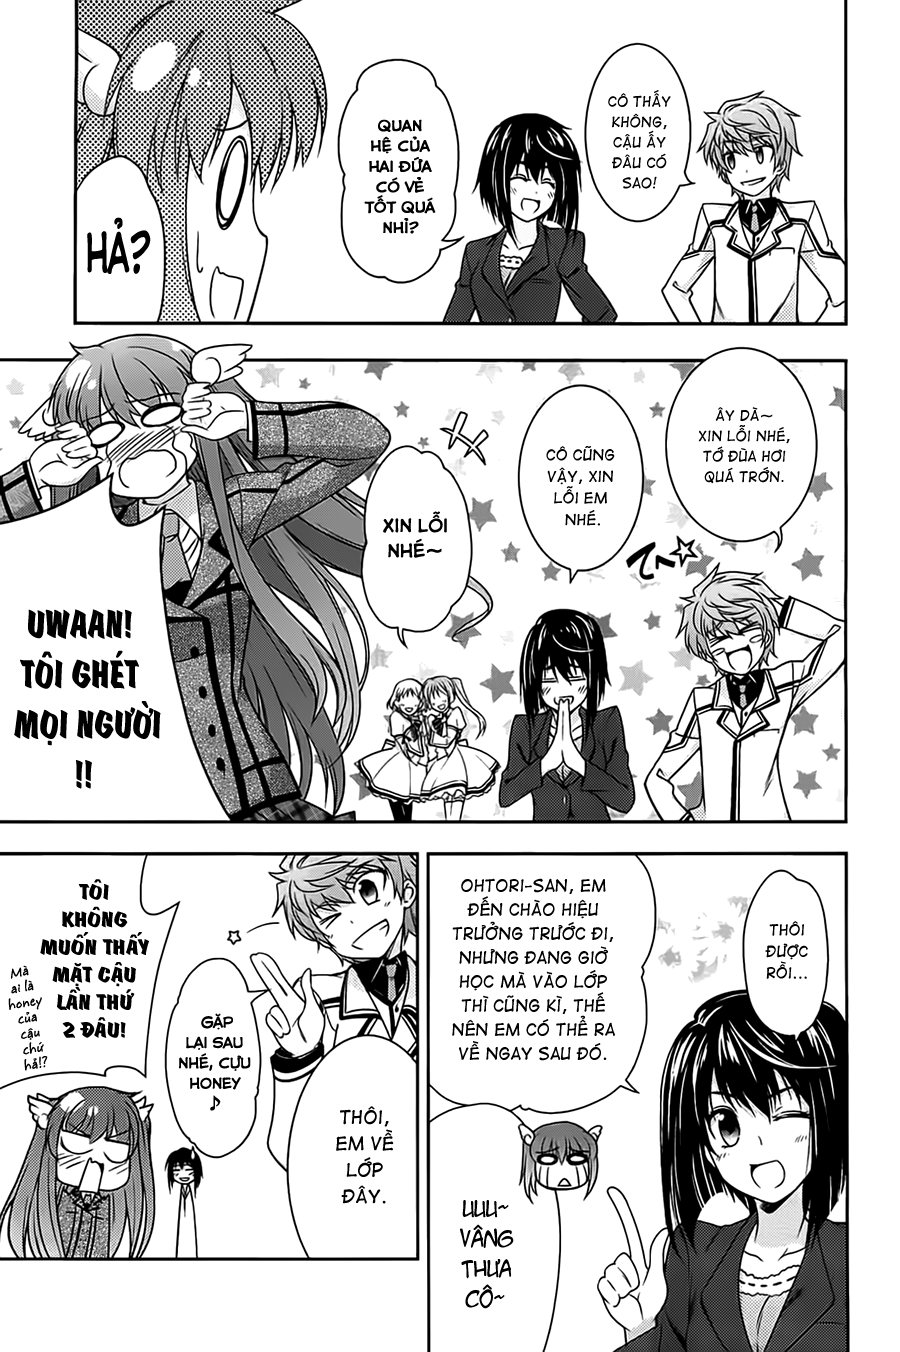 CÔ THẤY
KHÔNG,
CẬU ẤY
ĐÂU CÓ
SAO!
QUAN
HỆ CỦA
HAI ĐỨA
CÓ VẺ
TỐT QUÁ
NHỈ?
HẢ?
ÂY DÀ~
XIN LỖI NHÉ,
TỚ ĐÙA HƠI
QUÁ TRỚN.
CÔ CŨNG
VẬY, XIN
LỖI EM
NHÉ.
てへ☆
XIN LỖI
NHÉ~
UWAAN!
TÔI GHÉT
MỌI NGƯỜI
!!
THÔI
ĐƯỢC
RỒI...
OHTORI-SAN, EM
ĐẾN CHÀO HIỆU
TRƯỞNG TRƯỚC ĐI,
NHƯNG ĐANG GIỜ
HỌC MÀ VÀO LỚP
THÌ CŨNG KÌ, THẾ
NÊN EM CÓ THỂ RA
VỀ NGAY SAU ĐÓ.
UUU~
VÂNG
THƯA
CÔ~
THÔI,
EM VỀ
LỚP
ĐÂY.
GẶP
LẠI SAU
NHÉ, CỰU
HONEY
♪
TÔI
KHÔNG
MUỐN THẤY
MẶT CẬU
LẦN THỨ
2 ĐÂU!
Mà
ai là
honey
của
cậu
chứ
hả!?